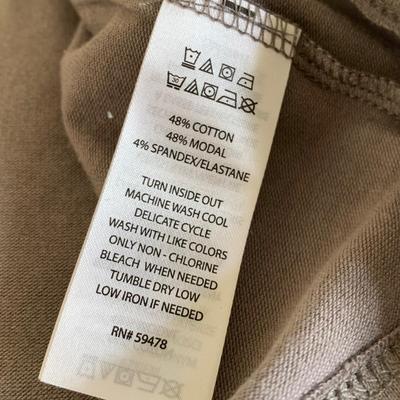 48% COTTON
48% MODAL
4% SPANDEX/ELASTANE
TURN INSIDE OUT
MACHINE WASH COOL
DELICATE CYCLE
WASH WITH LIKE COLORS
ONLY NON - CHLORINE
BLEACH WHEN NEEDED
TUMBLE DRY LOW
LOW IRON IF NEEDED
RN# 59478